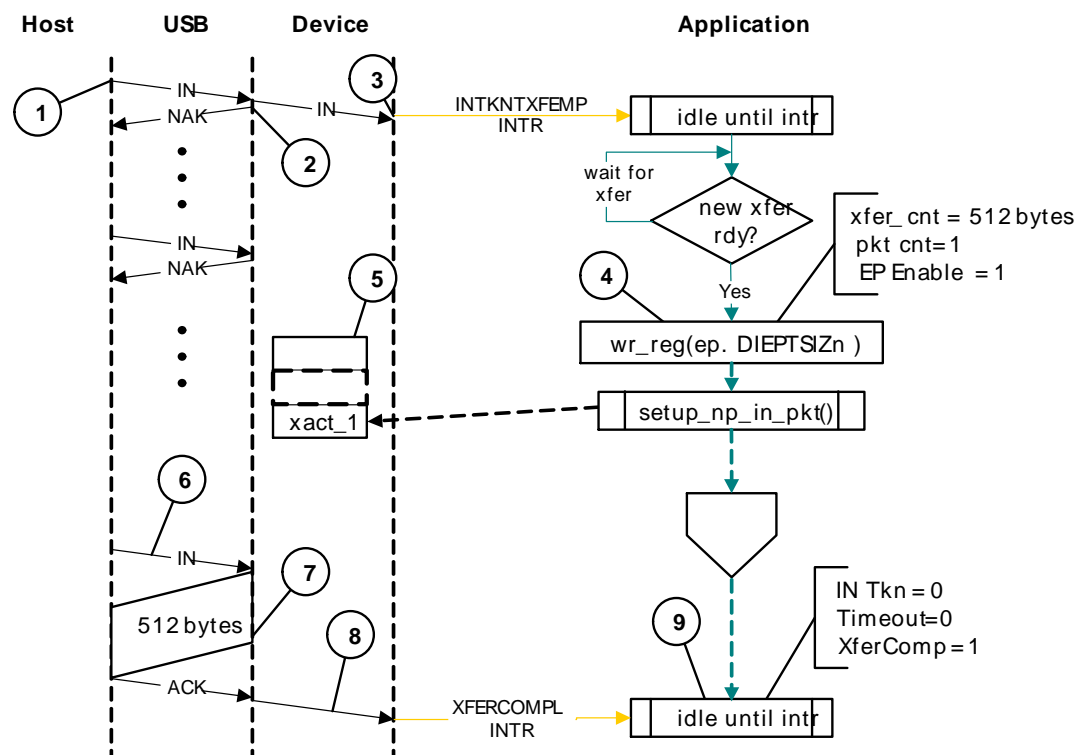 Host USB Device Application
1
IN
NAK
2
IN
3
INTKNTXFEMP
INTR
idle until intr
wait for
xfer
new xfer
rdy?
xfer_cnt = 512 bytes
pkt cnt=1
EP Enable = 1
IN
NAK
5
4
Yes
wr_reg(ep. DIEPTSIZn )
xact_1
setup_np_in_pkt()
6
IN
7
512 bytes
8
ACK
9
IN Tkn = 0
Timeout=0
XferComp=1
XFERCOMPL
INTR
idle until intr